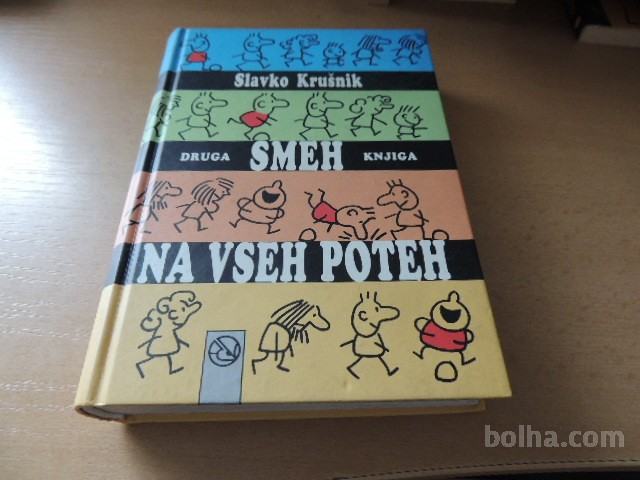 Slavko Krušnik
DRUGA SMEH KNJIGA
NA VSEH POTEH
bolha.com